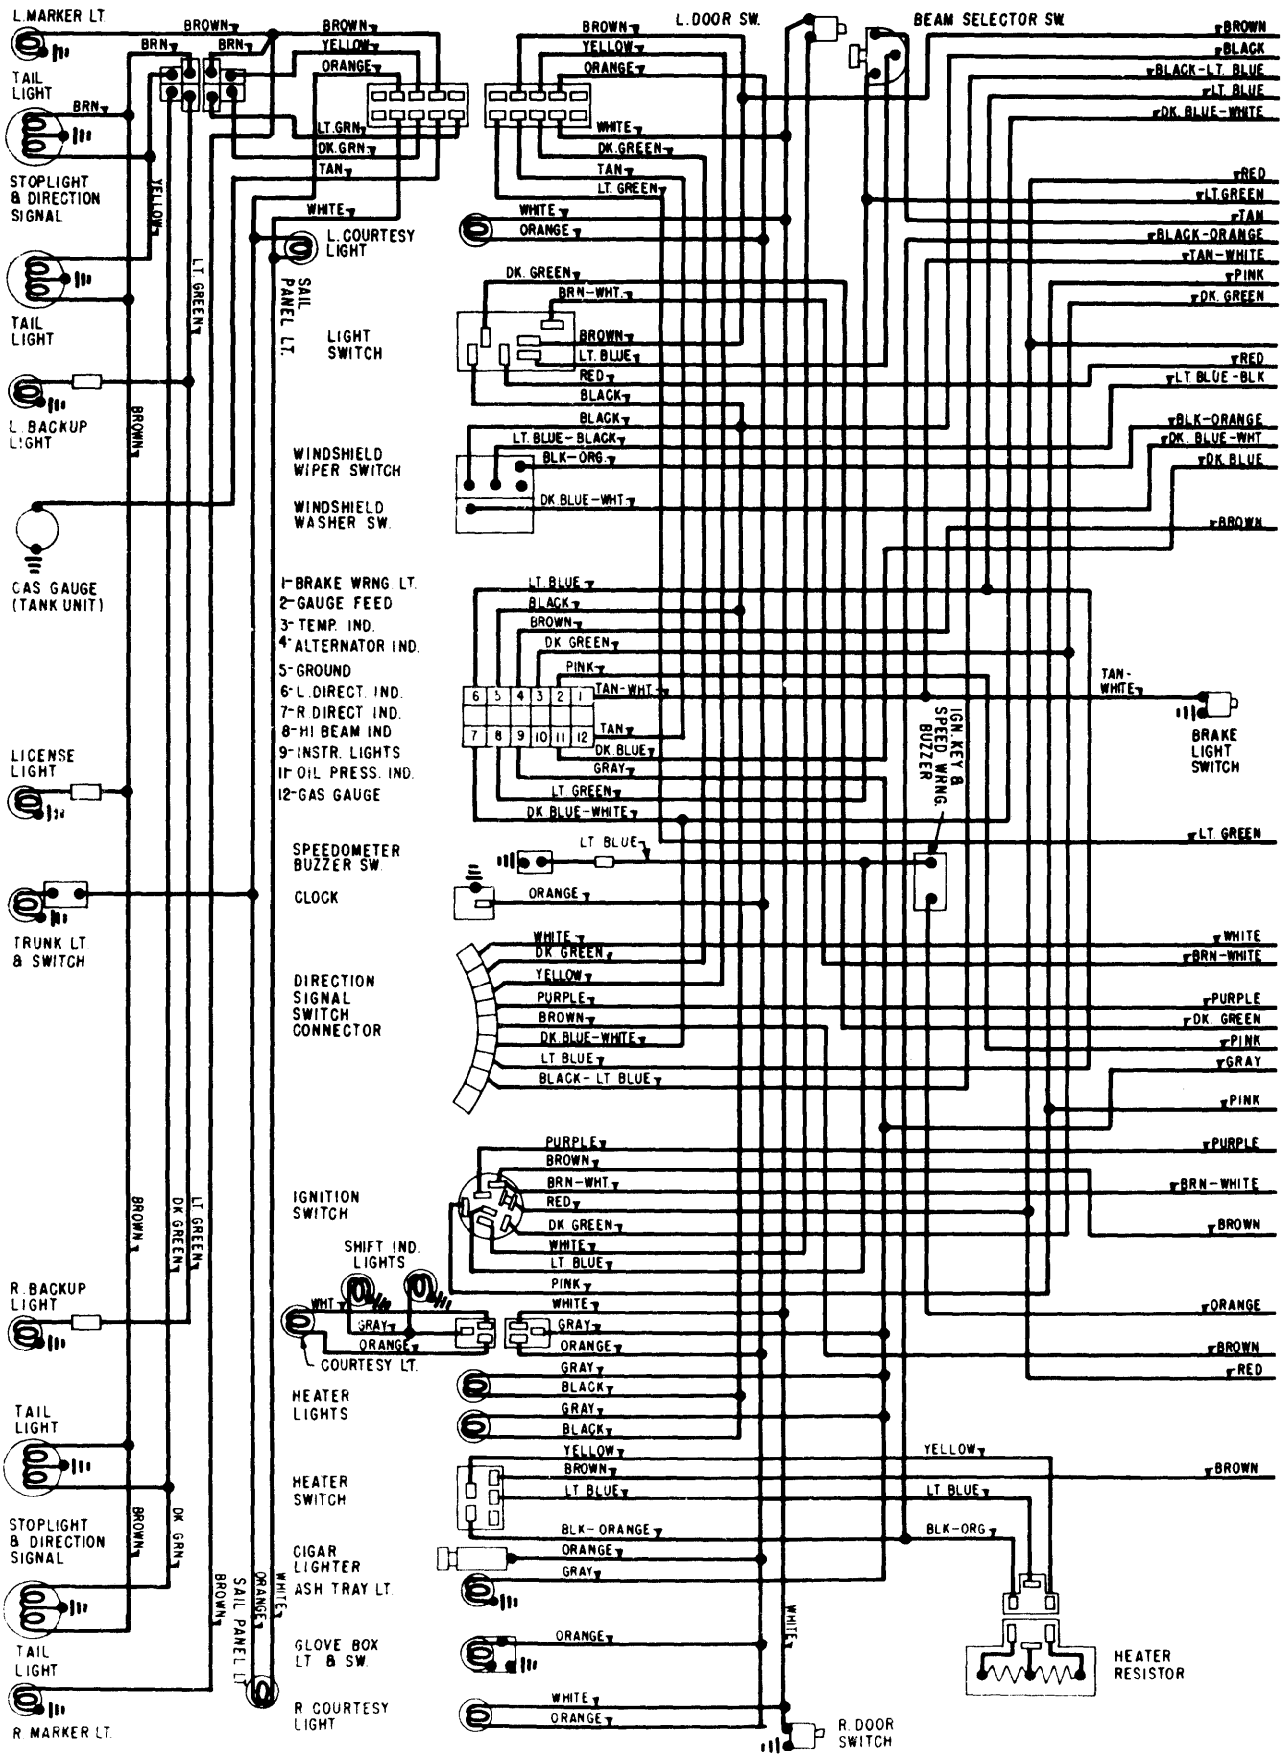 L.MARKER LT.
BROWN
BRN
BRN
TAIL
LIGHT
BRN
STOPLIGHT
& DIRECTION
SIGNAL
YELLOW
TAIL
LIGHT
LT. GREEN
L. BACKUP
LIGHT
BROWN
GAS GAUGE
(TANK UNIT)
LICENSE
LIGHT
TRUNK LT.
& SWITCH
BROWN
DK GREEN
LT GREEN
R. BACKUP
LIGHT
TAIL
LIGHT
STOPLIGHT
& DIRECTION
SIGNAL
BROWN
DK GRN
TAIL
LIGHT
R. MARKER LT.
BROWN
SAIL PANEL LT
ORANGE
WHITE
BROWN
YELLOW
ORANGE
LT.GRN
DK.GRN
TAN
WHITE
L. COURTESY
LIGHT
SAIL
PANEL LT.
LIGHT
SWITCH
WINDSHIELD
WIPER SWITCH
WINDSHIELD
WASHER SW.
1-BRAKE WRNG. LT.
2-GAUGE FEED
3-TEMP. IND.
4-ALTERNATOR IND.
5-GROUND
6-L.DIRECT. IND.
7-R.DIRECT IND.
8-HI BEAM IND
9-INSTR. LIGHTS
11-OIL PRESS. IND.
12-GAS GAUGE
SPEEDOMETER
BUZZER SW.
CLOCK
DIRECTION
SIGNAL
SWITCH
CONNECTOR
IGNITION
SWITCH
SHIFT IND.
LIGHTS
WHT
GRAY
ORANGE
COURTESY LT.
HEATER
LIGHTS
HEATER
SWITCH
CIGAR
LIGHTER
ASH TRAY LT.
GLOVE BOX
LT & SW.
R COURTESY
LIGHT
BROWN
YELLOW
ORANGE
WHITE
DK.GREEN
TAN
LT. GREEN
WHITE
ORANGE
DK. GREEN
BRN-WHT.
BROWN
LT. BLUE
RED
BLACK
BLACK
LT. BLUE-BLACK
BLK-ORG.
DK.BLUE-WHT.
LT. BLUE
BLACK
BROWN
DK GREEN
PINK
TAN-WHT.
6 5 4 3 2 1
7 8 9 10 11 12
TAN
DK.BLUE
GRAY
LT. GREEN
DK BLUE-WHITE
LT BLUE
ORANGE
WHITE
DK GREEN
YELLOW
PURPLE
BROWN
DK.BLUE-WHITE
LT BLUE
BLACK-LT BLUE
PURPLE
BROWN
BRN-WHT.
RED
DK GREEN
WHITE
LT BLUE
PINK
WHITE
GRAY
ORANGE
GRAY
BLACK
GRAY
BLACK
YELLOW
BROWN
LT BLUE
BLK-ORANGE
ORANGE
GRAY
ORANGE
WHITE
ORANGE
WHITE
R. DOOR
SWITCH
L. DOOR SW.
BEAM SELECTOR SW.
BROWN
BLACK
BLACK-LT. BLUE
LT. BLUE
DK. BLUE-WHITE
RED
LT.GREEN
TAN
BLACK-ORANGE
TAN-WHITE
PINK
DK. GREEN
RED
LT BLUE-BLK
BLK-ORANGE
DK. BLUE-WHT
DK. BLUE
BROWN
TAN-
WHITE
BRAKE
LIGHT
SWITCH
IGN. KEY &
SPEED WRNG.
BUZZER
LT. GREEN
WHITE
BRN-WHITE
PURPLE
DK. GREEN
PINK
GRAY
PINK
PURPLE
BRN-WHITE
BROWN
ORANGE
BROWN
RED
YELLOW
BROWN
LT BLUE
BLK-ORG
HEATER
RESISTOR